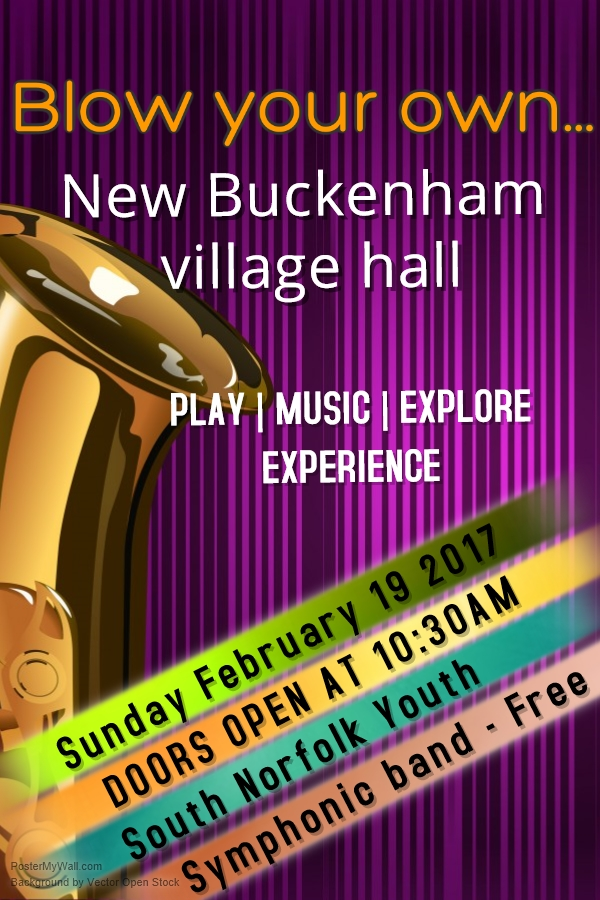 Blow your own...
New Buckenham
village hall
PLAY | MUSIC | EXPLORE
EXPERIENCE
Sunday February 19 2017
DOORS OPEN AT 10:30AM
South Norfolk Youth
Symphonic band - Free
PosterMyWall.com
Background by Vector Open Stock